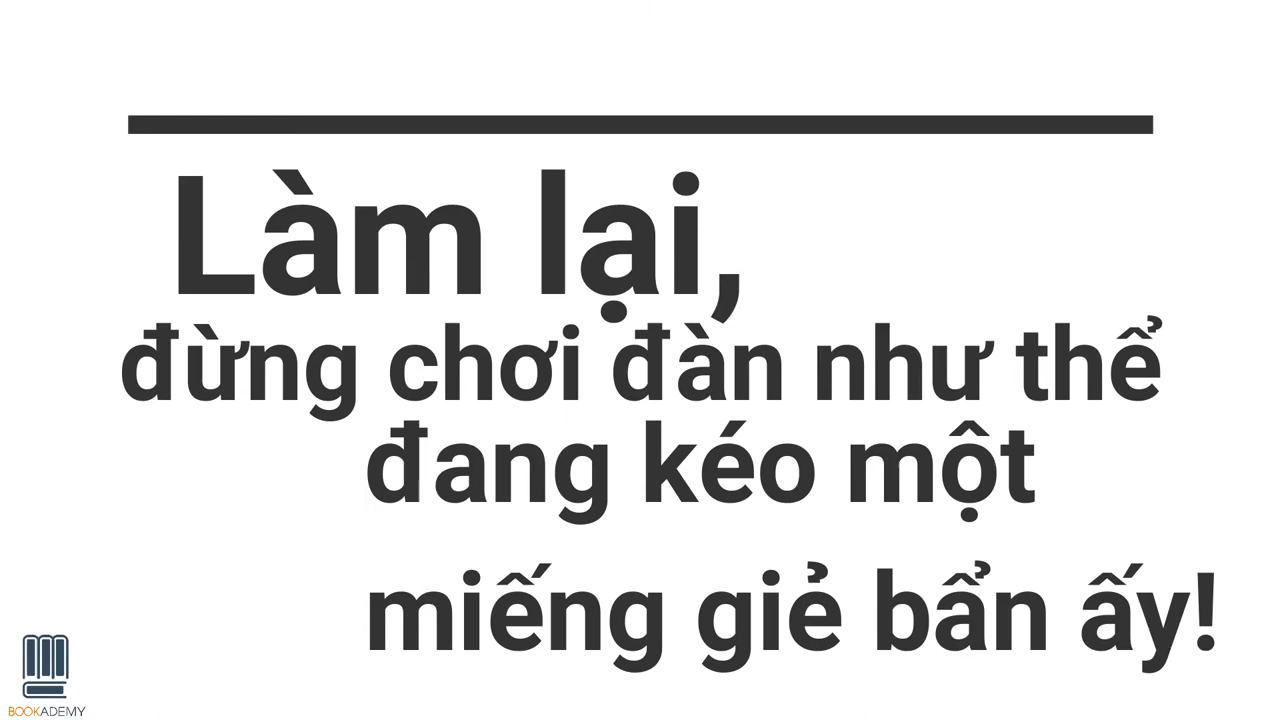 Làm lại,
đừng chơi đàn như thể
đang kéo một
miếng giẻ bẩn ấy!
BOOKADEMY